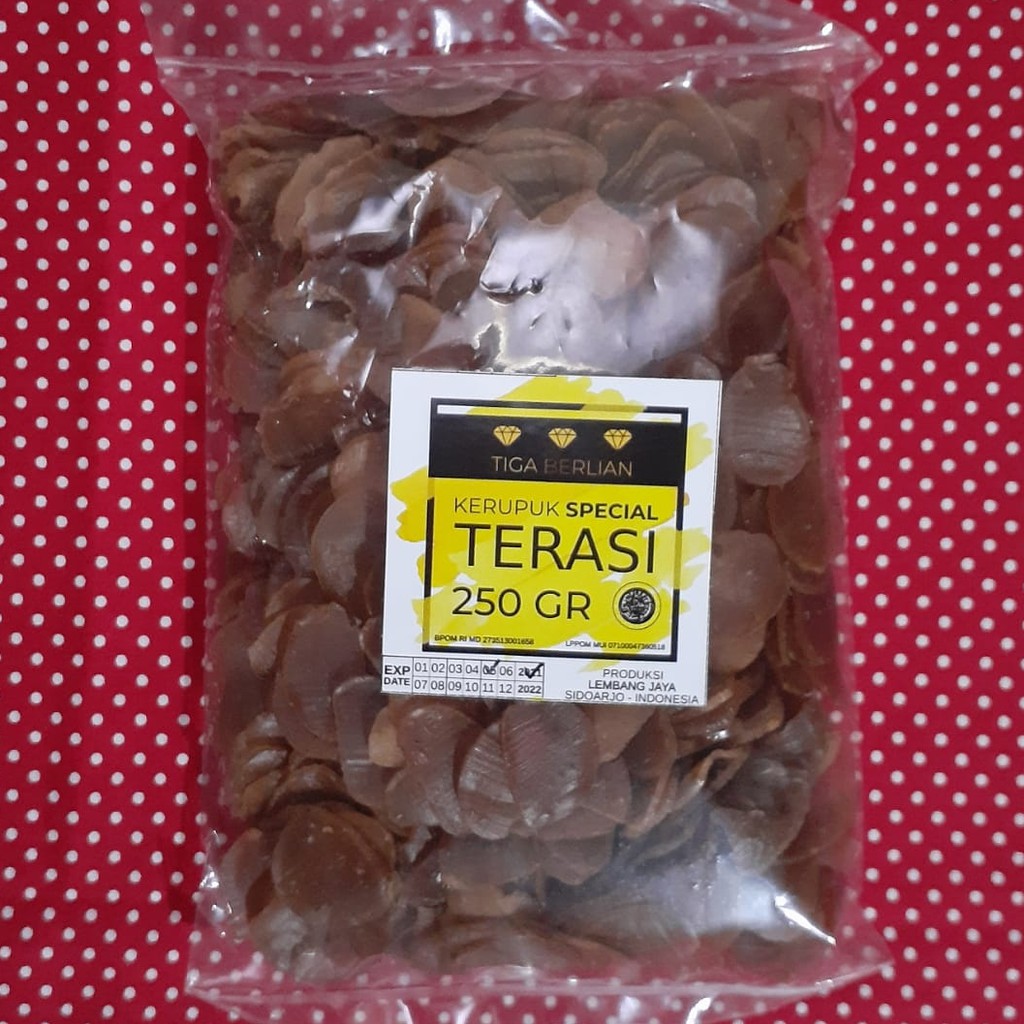 TIGA BERLIAN
KERUPUK SPECIAL
TERASI
250 GR
BPOM RI MD 273513001658
LPPOM MUI 07100047360518
EXP DATE
01 02 03 04 05 06 2021
07 08 09 10 11 12 2022
PRODUKSI
LEMBANG JAYA
SIDOARJO - INDONESIA